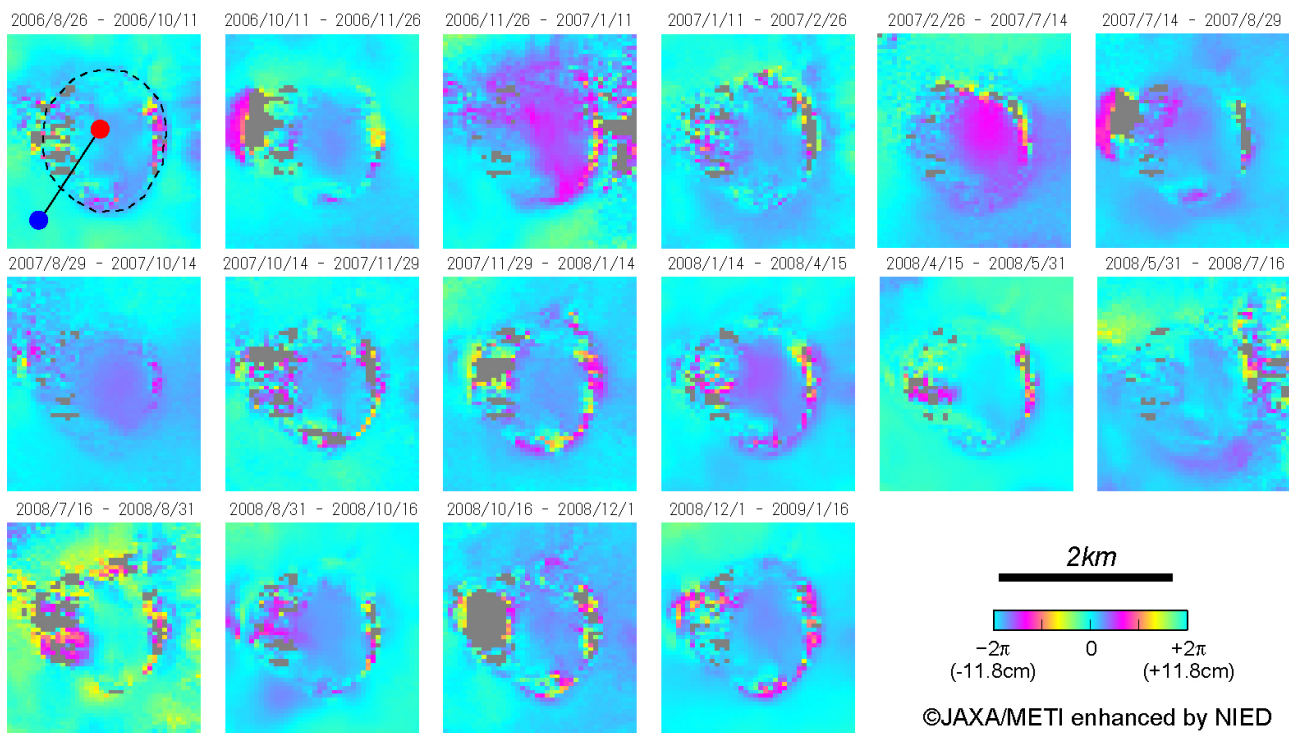 2006/8/26 - 2006/10/11
2006/10/11 - 2006/11/26
2006/11/26 - 2007/1/11
2007/1/11 - 2007/2/26
2007/2/26 - 2007/7/14
2007/7/14 - 2007/8/29
2007/8/29 - 2007/10/14
2007/10/14 - 2007/11/29
2007/11/29 - 2008/1/14
2008/1/14 - 2008/4/15
2008/4/15 - 2008/5/31
2008/5/31 - 2008/7/16
2008/7/16 - 2008/8/31
2008/8/31 - 2008/10/16
2008/10/16 - 2008/12/1
2008/12/1 - 2009/1/16
2km
−2π 0 +2π
(-11.8cm) (+11.8cm)
©JAXA/METI enhanced by NIED